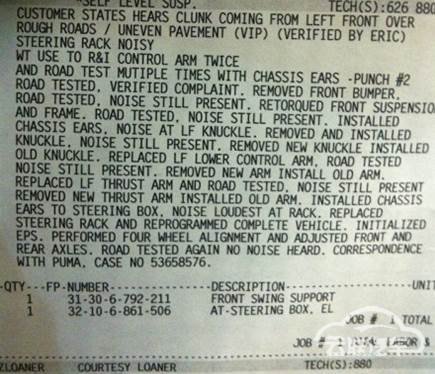 "SELF LEVEL SUSP.
TECH(S):626 880
CUSTOMER STATES HEARS CLUNK COMING FROM LEFT FRONT OVER
ROUGH ROADS / UNEVEN PAVEMENT (VIP) (VERIFIED BY ERIC)
STEERING RACK NOISY
WT USE TO R&I CONTROL ARM TWICE
AND ROAD TEST MUTIPLE TIMES WITH CHASSIS EARS -PUNCH #2
ROAD TESTED, VERIFIED COMPLAINT. REMOVED FRONT BUMPER,
ROAD TESTED, NOISE STILL PRESENT. RETORQUED FRONT SUSPENSIO
AND FRAME. ROAD TESTED, NOISE STILL PRESENT. INSTALLED
CHASSIS EARS, NOISE AT LF KNUCKLE. REMOVED AND INSTALLED
KNUCKLE, NOISE STILL PRESENT. REMOVED NEW KNUCKLE INSTALLED
OLD KNUCKLE. REPLACED LF LOWER CONTROL ARM, ROAD TESTED
NOISE STILL PRESENT. REMOVED NEW ARM INSTALL OLD ARM.
REPLACED LF THRUST ARM AND ROAD TESTED, NOISE STILL PRESENT
REMOVED NEW THRUST ARM INSTALLED OLD ARM. INSTALLED CHASSIS
EARS TO STEERING BOX, NOISE LOUDEST AT RACK. REPLACED
STEERING RACK AND REPROGRAMMED COMPLETE VEHICLE. INITIALIZED
EPS. PERFORMED FOUR WHEEL ALIGNMENT AND ADJUSTED FRONT AND
REAR AXLES. ROAD TESTED AGAIN NO NOISE HEARD. CORRESPONDENCE
WITH PUMA. CASE NO 53658576.
-QTY---FP-NUMBER---------------DESCRIPTION--------------------UNI
1 31-30-6-792-211 FRONT SWING SUPPORT
1 32-10-6-861-506 AT-STEERING BOX, EL
JOB # 1 TOTAL
JOB # 1 TOTAL LABOR &
ZLOANER COURTESY LOANER TECH(S):880